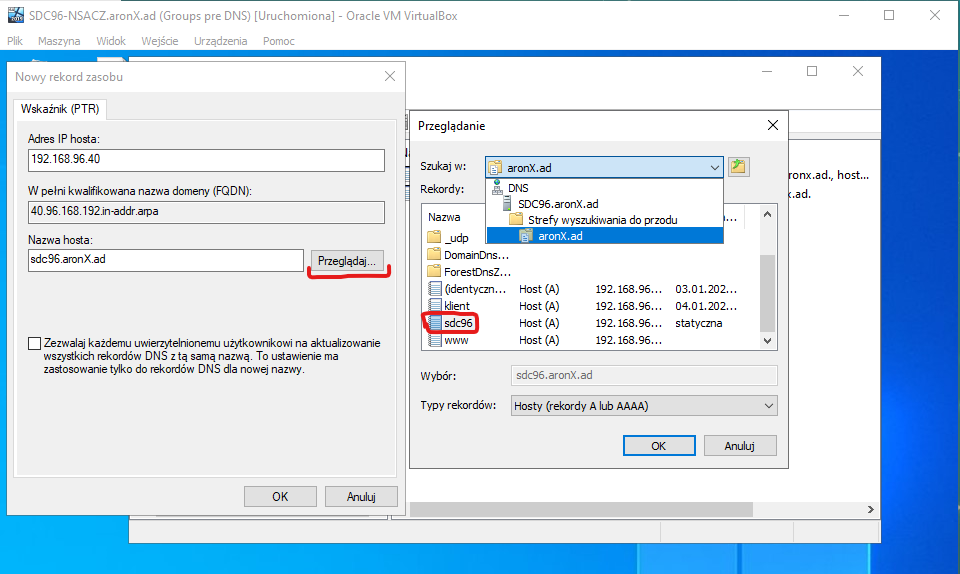 SDC96-NSACZ.aronX.ad (Groups pre DNS) [Uruchomiona] - Oracle VM VirtualBox
Plik Maszyna Widok Wejście Urządzenia Pomoc
Nowy rekord zasobu
Wskaźnik (PTR)
Adres IP hosta:
192.168.96.40
W pełni kwalifikowana nazwa domeny (FQDN):
40.96.168.192.in-addr.arpa
Nazwa hosta:
sdc96.aronX.ad
Przeglądaj...
Zezwalaj każdemu uwierzytelnionemu użytkownikowi na aktualizowanie
wszystkich rekordów DNS z tą samą nazwą. To ustawienie ma
zastosowanie tylko do rekordów DNS dla nowej nazwy.
OK Anuluj
Przeglądanie
Szukaj w: aronX.ad
DNS
SDC96.aronX.ad
Strefy wyszukiwania do przodu
aronX.ad
Rekordy:
Nazwa
_udp
DomainDns...
ForestDnsZ...
(identyczn... Host (A) 192.168.96... 03.01.202...
klient Host (A) 192.168.96... 04.01.202...
sdc96 Host (A) 192.168.96... statyczna
www Host (A) 192.168.96...
Wybór: sdc96.aronX.ad
Typy rekordów: Hosty (rekordy A lub AAAA)
OK Anuluj
ronx.ad., host...
x.ad.